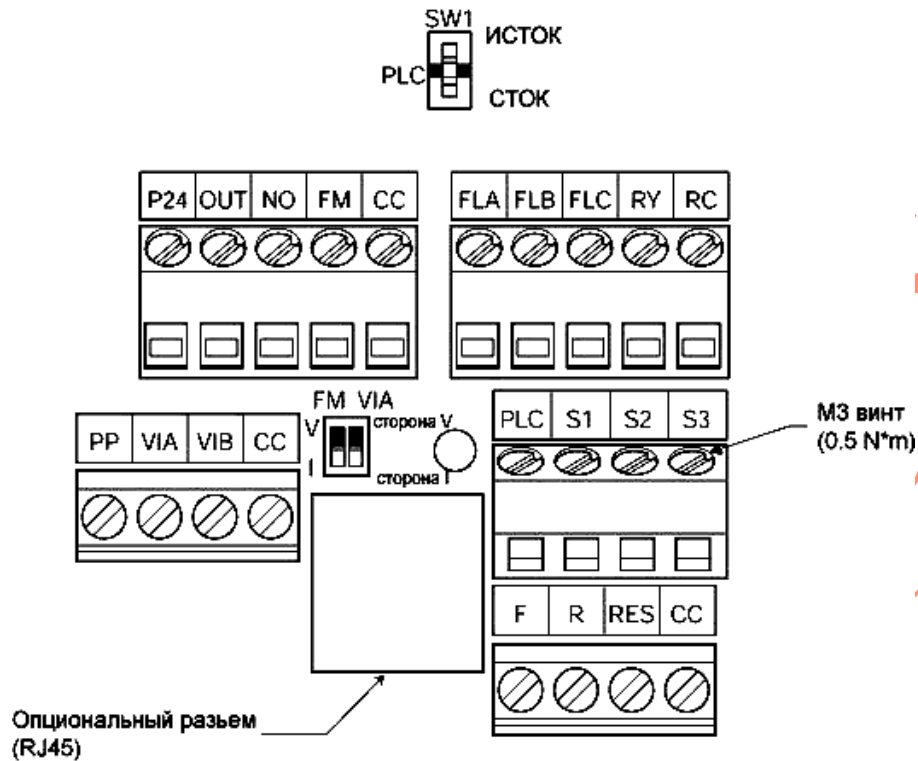 SW1
ИСТОК
PLC
СТОК
P24 OUT NO FM CC
FLA FLB FLC RY RC
FM VIA
V
сторона V
I
сторона I
PP VIA VIB CC
PLC S1 S2 S3
M3 винт
(0.5 N*m)
F R RES CC
Опциональный разьем
(RJ45)